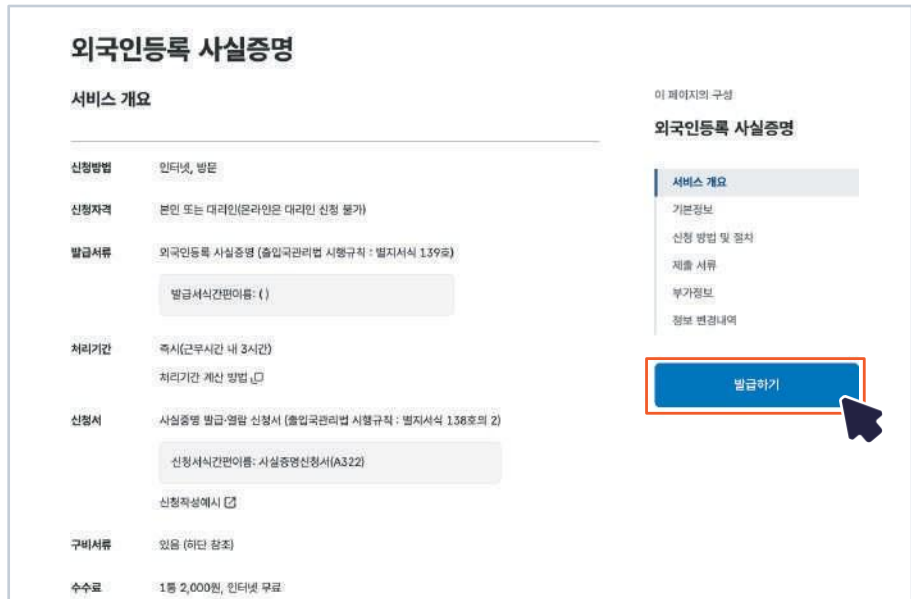 외국인등록 사실증명
서비스 개요
신청방법 인터넷, 방문
신청자격 본인 또는 대리인(온라인은 대리인 신청 불가)
발급서류 외국인등록 사실증명 (출입국관리법 시행규칙 : 별지서식 139호)
발급서식간편이름: ( )
처리기간 즉시(근무시간 내 3시간)
처리기간 계산 방법
신청서 사실증명 발급·열람 신청서 (출입국관리법 시행규칙 : 별지서식 138호의 2)
신청서식간편이름: 사실증명신청서(A322)
신청작성예시
구비서류 있음 (하단 참조)
수수료 1통 2,000원, 인터넷 무료
이 페이지의 구성
외국인등록 사실증명
서비스 개요
기본정보
신청 방법 및 절차
제출 서류
부가정보
정보 변경내역
발급하기